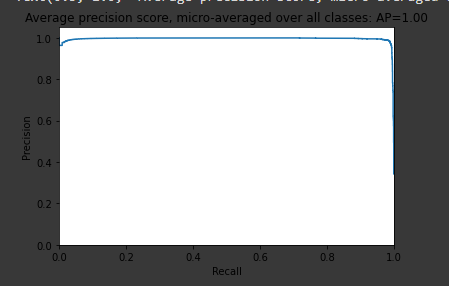 Average precision score, micro-averaged over all classes: AP=1.00
1.0
0.8
0.6
0.4
0.2
0.0
Precision
0.0 0.2 0.4 0.6 0.8 1.0
Recall